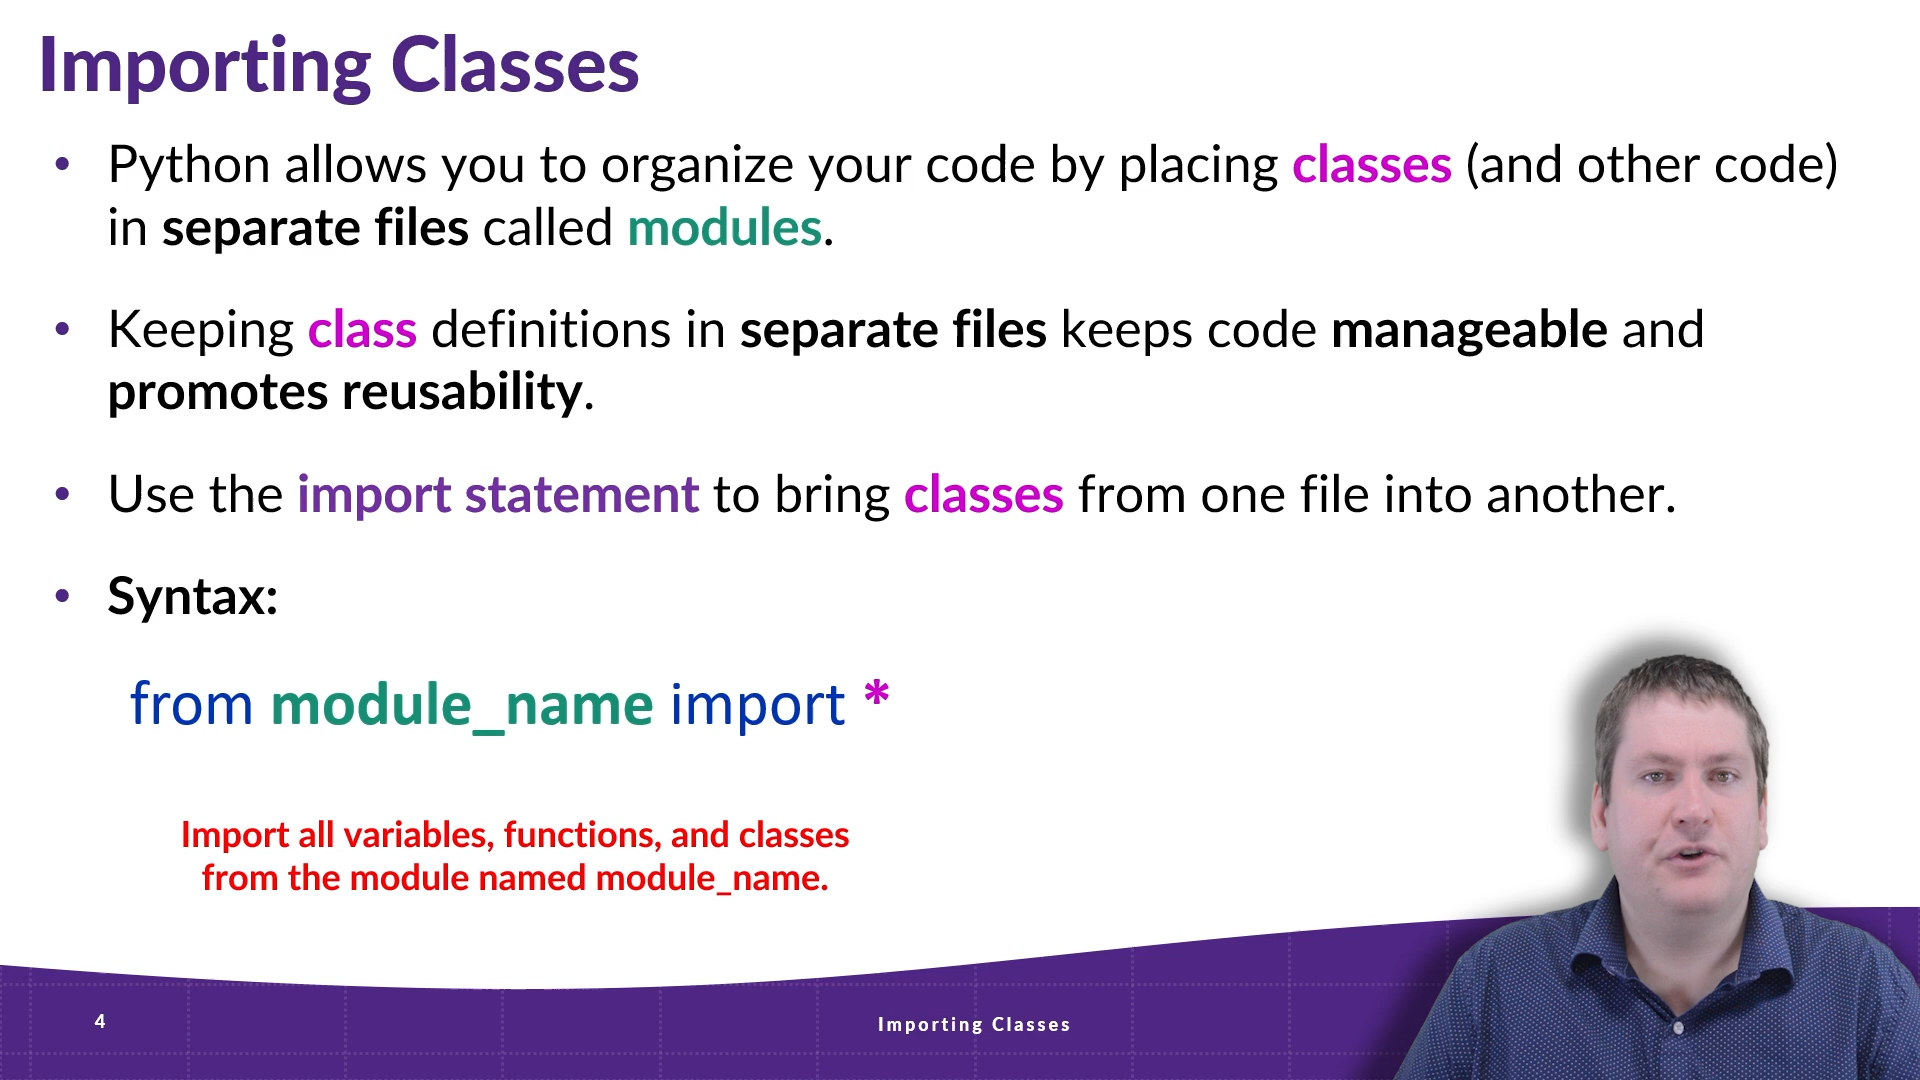 Importing Classes
• Python allows you to organize your code by placing classes (and other code)
in separate files called modules.
• Keeping class definitions in separate files keeps code manageable and
promotes reusability.
• Use the import statement to bring classes from one file into another.
• Syntax:
from module_name import *
Import all variables, functions, and classes
from the module named module_name.
4
Importing Classes